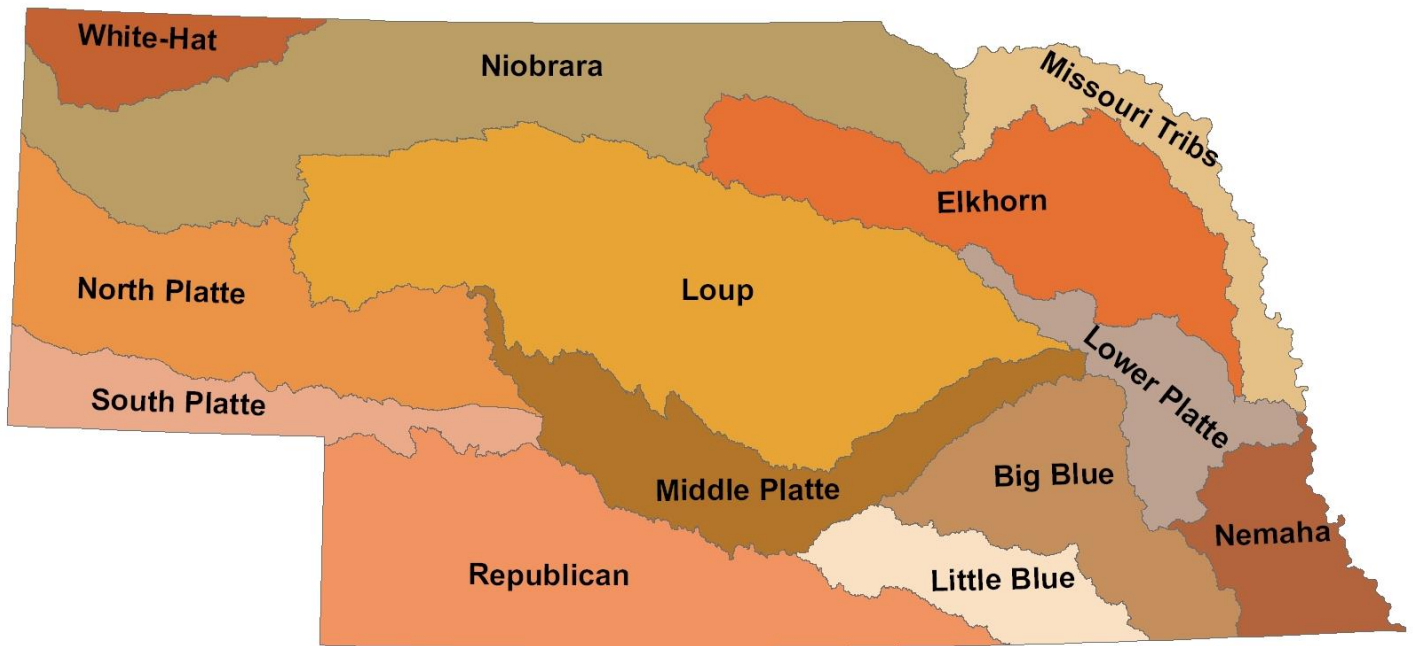 White-Hat
Niobrara
Missouri Tribs
Elkhorn
North Platte
Loup
South Platte
Lower Platte
Middle Platte
Big Blue
Nemaha
Republican
Little Blue